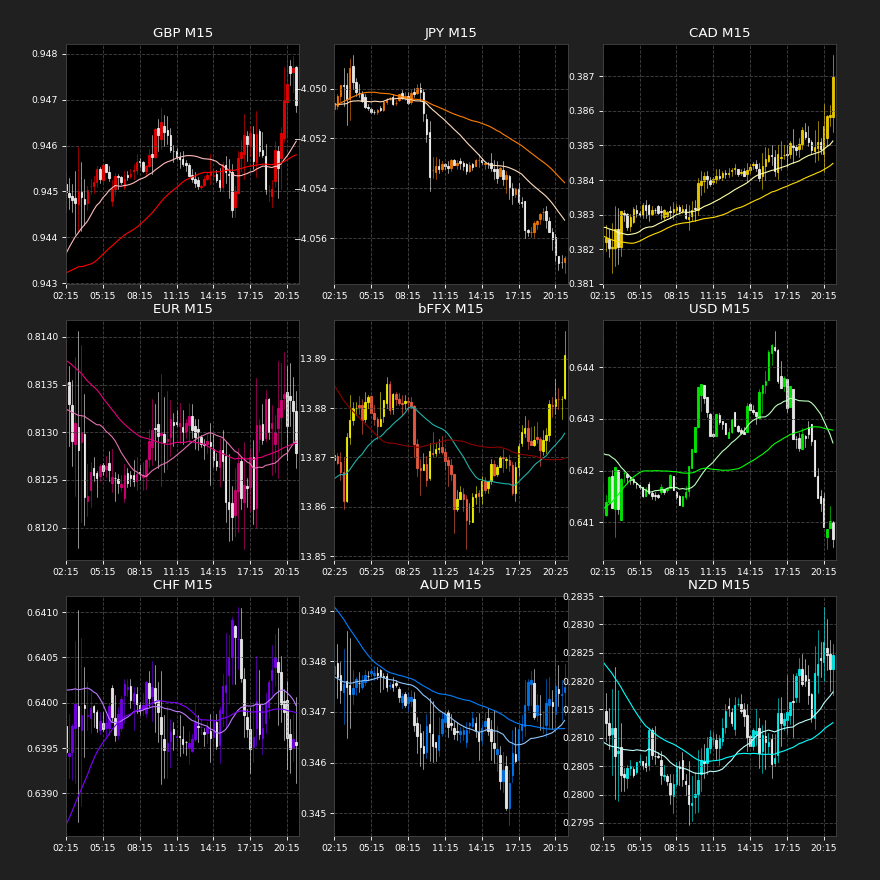 GBP M15
0.948
0.947
0.946
0.945
0.944
0.943
02:15 05:15 08:15 11:15 14:15 17:15 20:15
JPY M15
−4.050
−4.052
−4.054
−4.056
02:15 05:15 08:15 11:15 14:15 17:15 20:15
CAD M15
0.387
0.386
0.385
0.384
0.383
0.382
0.381
02:15 05:15 08:15 11:15 14:15 17:15 20:15
EUR M15
0.8140
0.8135
0.8130
0.8125
0.8120
02:15 05:15 08:15 11:15 14:15 17:15 20:15
bFFX M15
13.89
13.88
13.87
13.86
13.85
02:25 05:25 08:25 11:25 14:25 17:25 20:25
USD M15
0.644
0.643
0.642
0.641
02:15 05:15 08:15 11:15 14:15 17:15 20:15
CHF M15
0.6410
0.6405
0.6400
0.6395
0.6390
02:15 05:15 08:15 11:15 14:15 17:15 20:15
AUD M15
0.349
0.348
0.347
0.346
0.345
02:15 05:15 08:15 11:15 14:15 17:15 20:15
NZD M15
0.2835
0.2830
0.2825
0.2820
0.2815
0.2810
0.2805
0.2800
0.2795
02:15 05:15 08:15 11:15 14:15 17:15 20:15